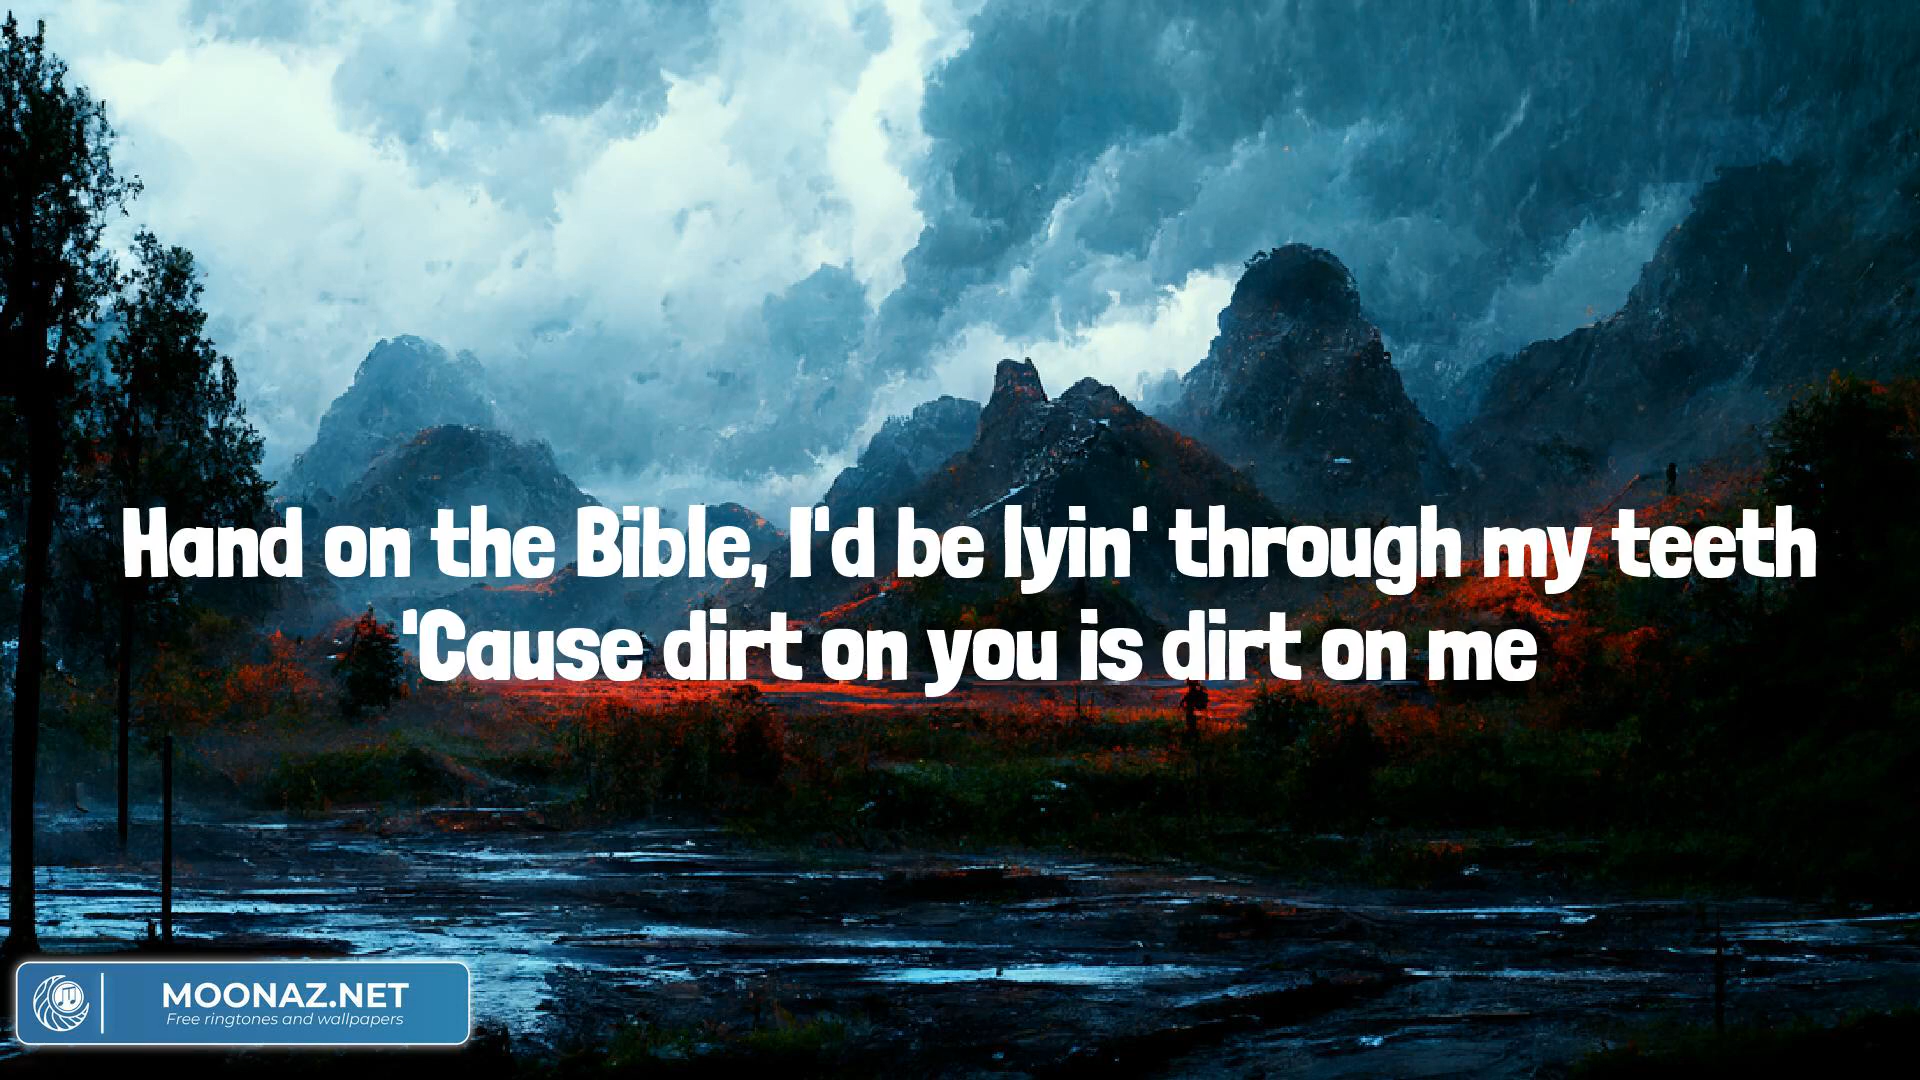 Hand on the Bible, I'd be lyin' through my teeth
'Cause dirt on you is dirt on me
MOONAZ.NET
Free ringtones and wallpapers